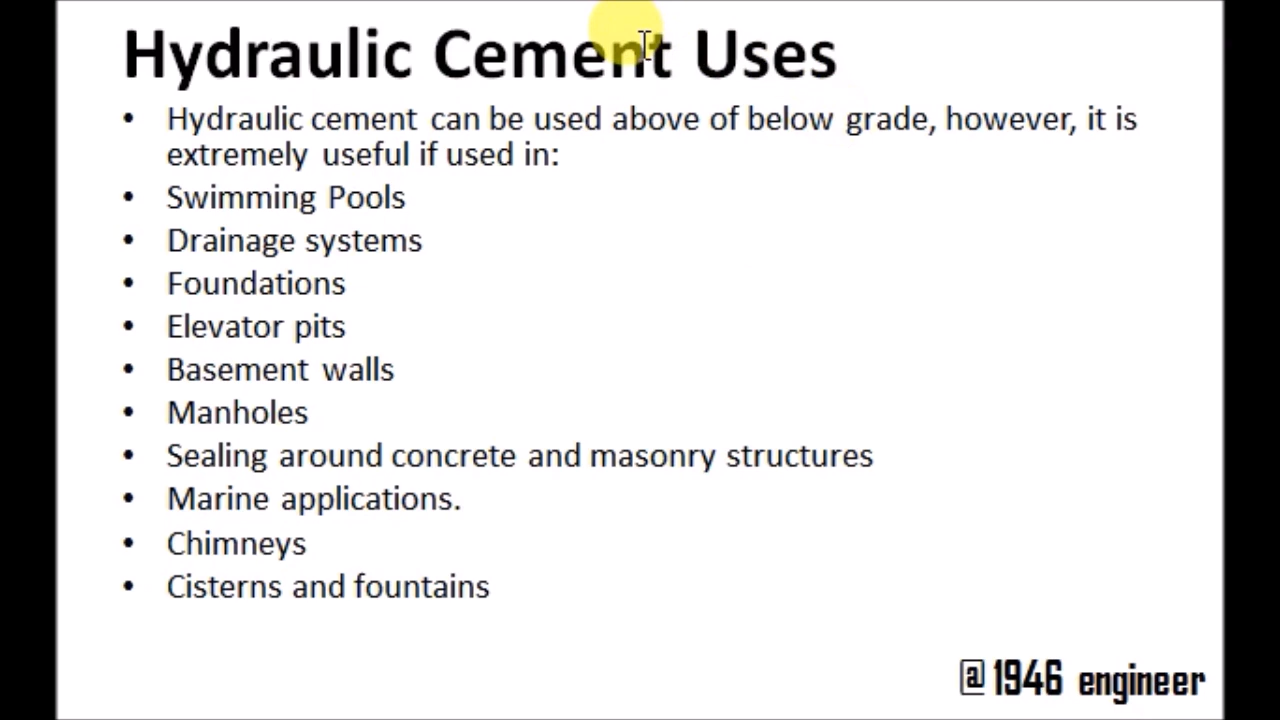 Hydraulic Cement Uses
• Hydraulic cement can be used above of below grade, however, it is
extremely useful if used in:
• Swimming Pools
• Drainage systems
• Foundations
• Elevator pits
• Basement walls
• Manholes
• Sealing around concrete and masonry structures
• Marine applications.
• Chimneys
• Cisterns and fountains
@ 1946 engineer